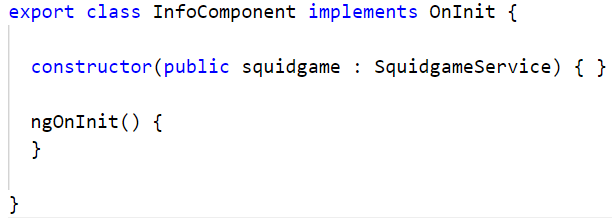 export class InfoComponent implements OnInit {
constructor(public squidgame : SquidgameService) { }
ngOnInit() {
}
}